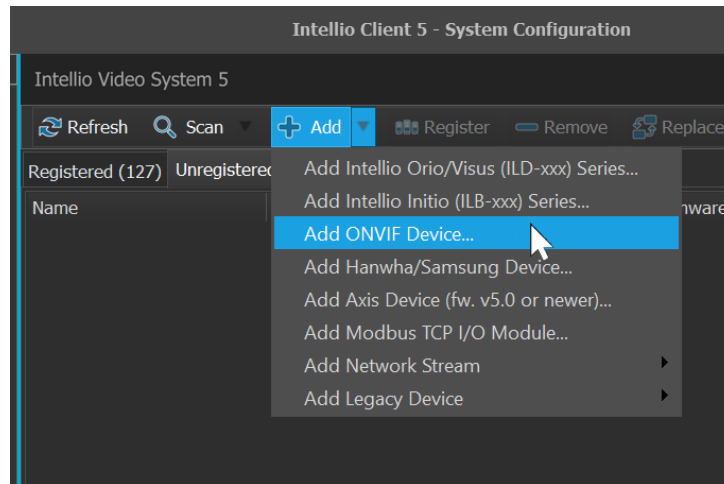 Intellio Client 5 - System Configuration
Intellio Video System 5
Refresh Scan Add Register Remove Replace
Registered (127) Unregistered
Name
Add Intellio Orio/Visus (ILD-xxx) Series...
Add Intellio Initio (ILB-xxx) Series...
Add ONVIF Device...
Add Hanwha/Samsung Device...
Add Axis Device (fw. v5.0 or newer)...
Add Modbus TCP I/O Module...
Add Network Stream
Add Legacy Device